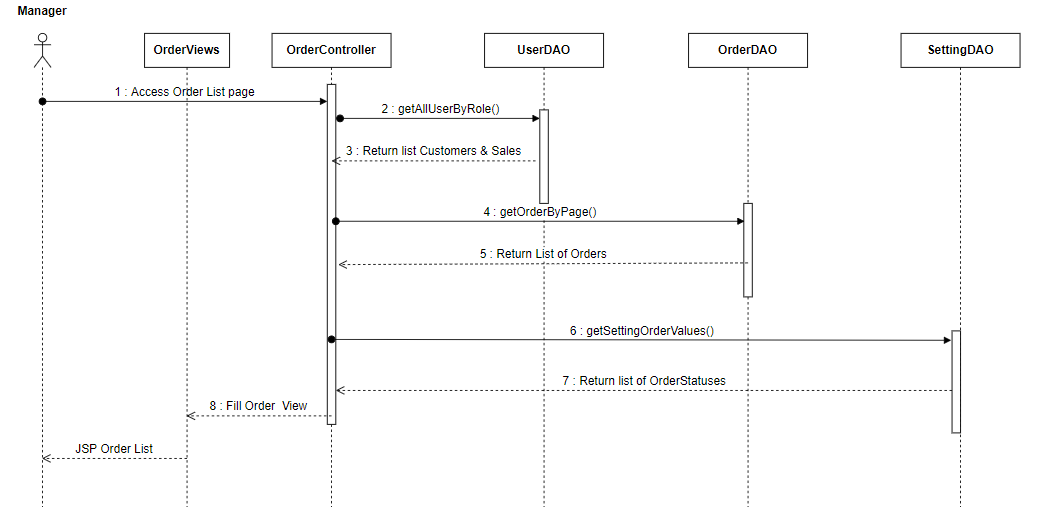 Manager
OrderViews
OrderController
UserDAO
OrderDAO
SettingDAO
1 : Access Order List page
2 : getAllUserByRole()
3 : Return list Customers & Sales
4 : getOrderByPage()
5 : Return List of Orders
6 : getSettingOrderValues()
7 : Return list of OrderStatuses
8 : Fill Order View
JSP Order List